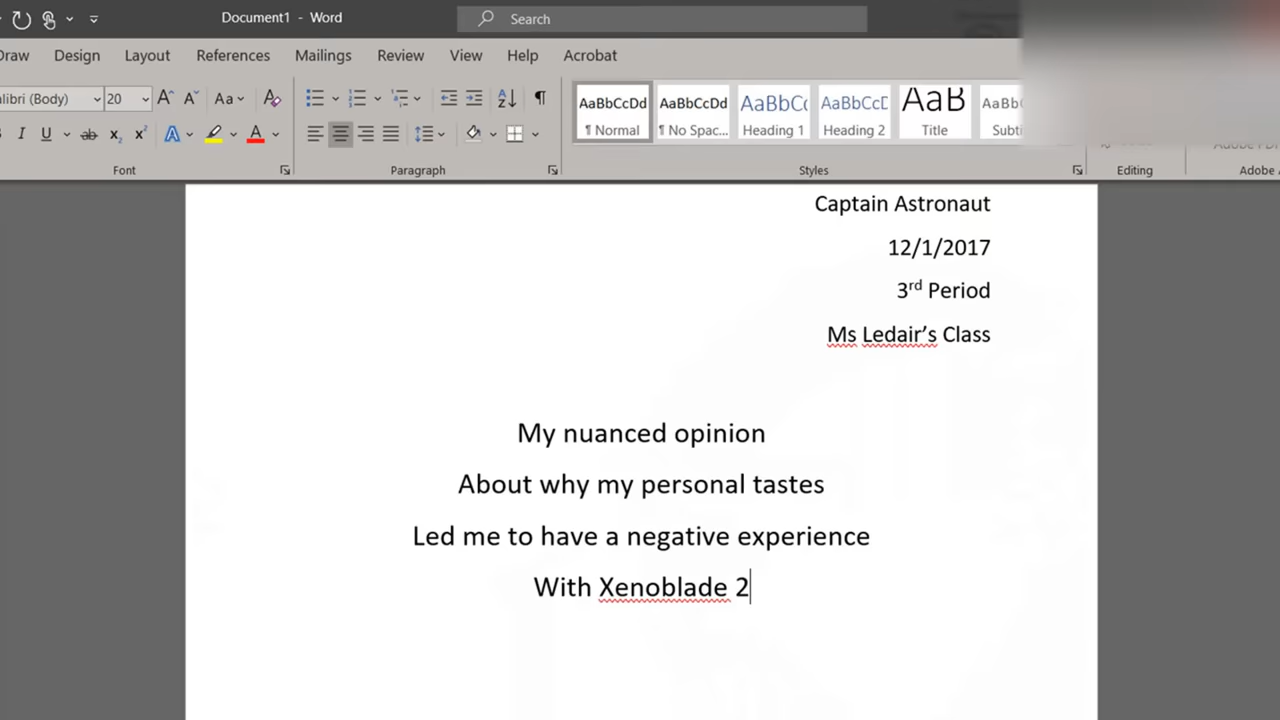 Document1 - Word
Search
Draw Design Layout References Mailings Review View Help Acrobat
(Body) 20 Aa
AaBbCcDd AaBbCcDd AaBbCc AaBbCcD AaB AaBb
¶ Normal ¶ No Spac... Heading 1 Heading 2 Title
Font Paragraph Styles Editing Adobe
Captain Astronaut
12/1/2017
3rd Period
Ms Ledair’s Class
My nuanced opinion
About why my personal tastes
Led me to have a negative experience
With Xenoblade 2